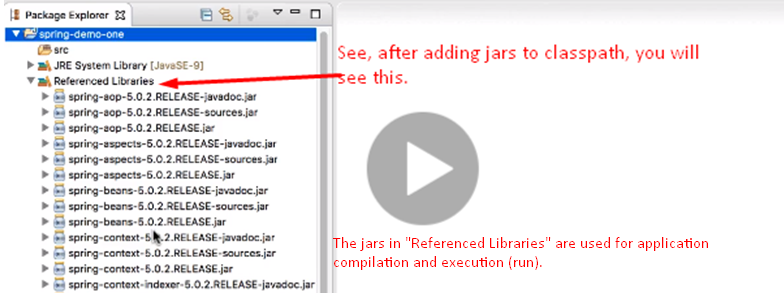 Package Explorer
spring-demo-one
src
JRE System Library [JavaSE-9]
Referenced Libraries
spring-aop-5.0.2.RELEASE-javadoc.jar
spring-aop-5.0.2.RELEASE-sources.jar
spring-aop-5.0.2.RELEASE.jar
spring-aspects-5.0.2.RELEASE-javadoc.jar
spring-aspects-5.0.2.RELEASE-sources.jar
spring-aspects-5.0.2.RELEASE.jar
spring-beans-5.0.2.RELEASE-javadoc.jar
spring-beans-5.0.2.RELEASE-sources.jar
spring-beans-5.0.2.RELEASE.jar
spring-context-5.0.2.RELEASE-javadoc.jar
spring-context-5.0.2.RELEASE-sources.jar
spring-context-5.0.2.RELEASE.jar
spring-context-indexer-5.0.2.RELEASE-javadoc.jar
See, after adding jars to classpath, you will
see this.
The jars in "Referenced Libraries" are used for application
compilation and execution (run).